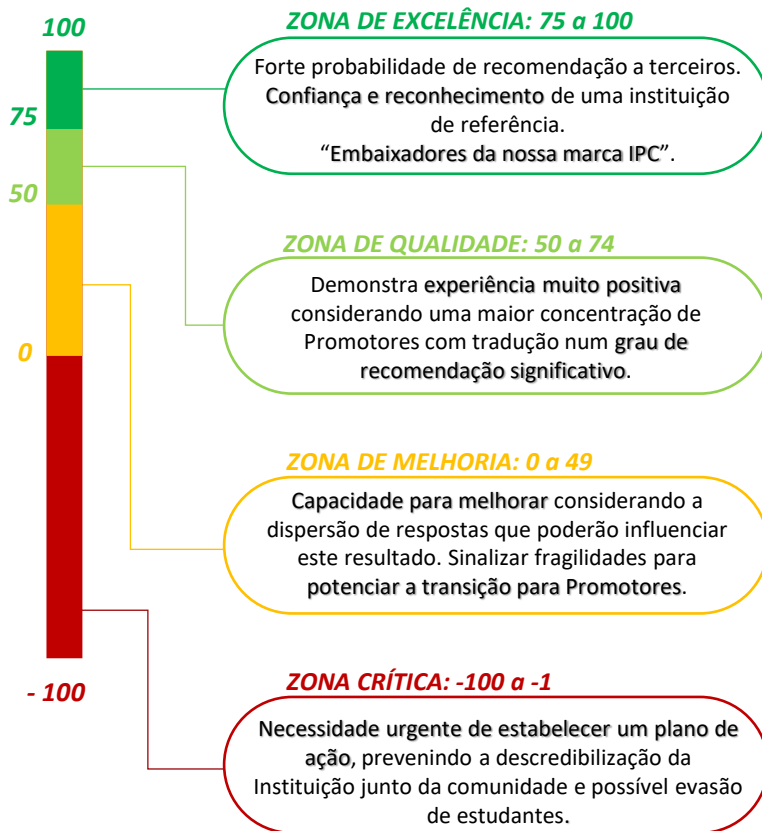 100
75
50
0
- 100
ZONA DE EXCELÊNCIA: 75 a 100
Forte probabilidade de recomendação a terceiros.
Confiança e reconhecimento de uma instituição
de referência.
“Embaixadores da nossa marca IPC”.
ZONA DE QUALIDADE: 50 a 74
Demonstra experiência muito positiva
considerando uma maior concentração de
Promotores com tradução num grau de
recomendação significativo.
ZONA DE MELHORIA: 0 a 49
Capacidade para melhorar considerando a
dispersão de respostas que poderão influenciar
este resultado. Sinalizar fragilidades para
potenciar a transição para Promotores.
ZONA CRÍTICA: -100 a -1
Necessidade urgente de estabelecer um plano de
ação, prevenindo a descredibilização da
Instituição junto da comunidade e possível evasão
de estudantes.